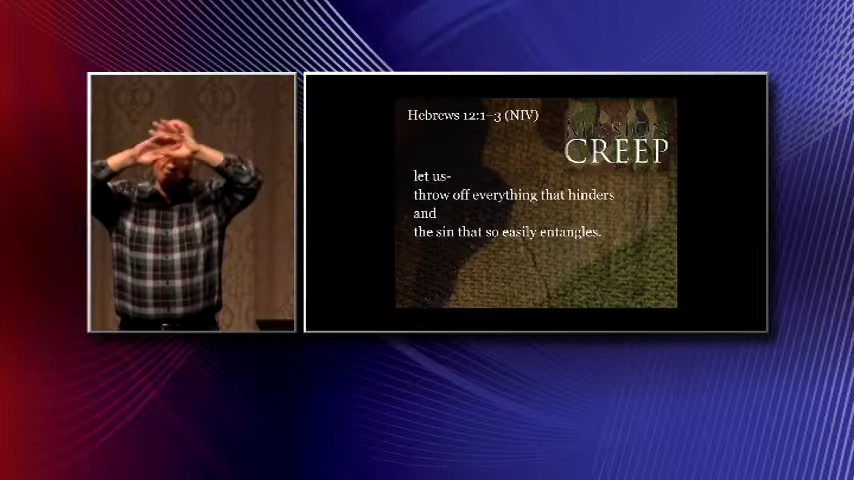 Hebrews 12:1–3 (NIV)
MISSION
CREEP
let us-
throw off everything that hinders
and
the sin that so easily entangles.